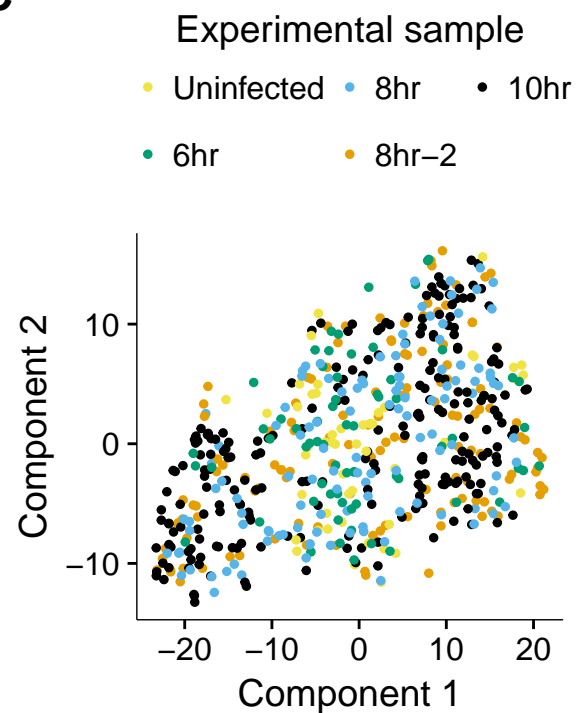 Experimental sample
Uninfected 8hr 10hr
6hr 8hr−2
Component 2
10
0
−10
−20 −10 0 10 20
Component 1